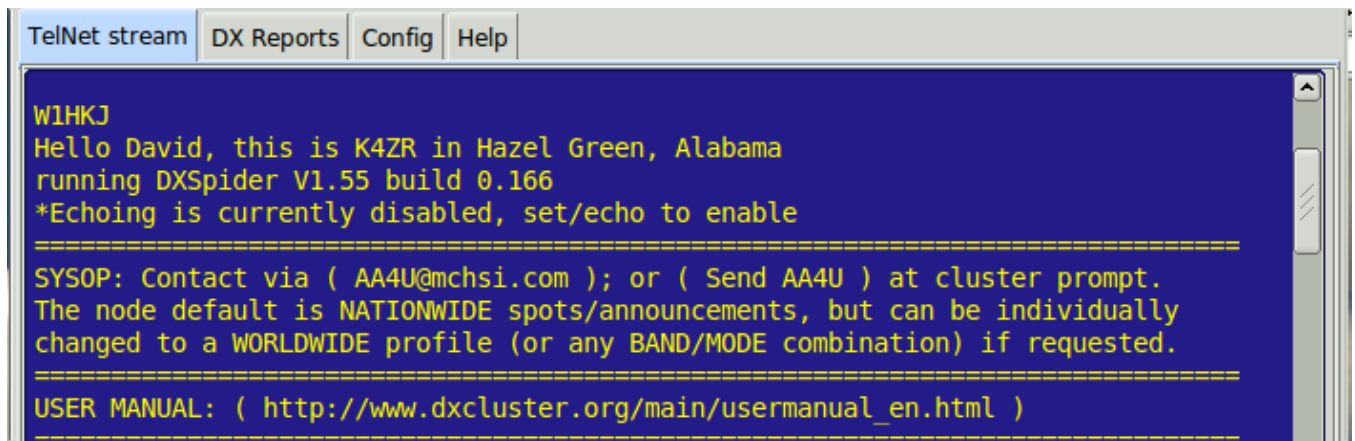 TelNet stream DX Reports Config Help
W1HKJ
Hello David, this is K4ZR in Hazel Green, Alabama
running DXSpider V1.55 build 0.166
*Echoing is currently disabled, set/echo to enable
===============================================================================
SYSOP: Contact via ( AA4U@mchsi.com ); or ( Send AA4U ) at cluster prompt.
The node default is NATIONWIDE spots/announcements, but can be individually
changed to a WORLDWIDE profile (or any BAND/MODE combination) if requested.
===============================================================================
USER MANUAL: ( http://www.dxcluster.org/main/usermanual_en.html )
===============================================================================